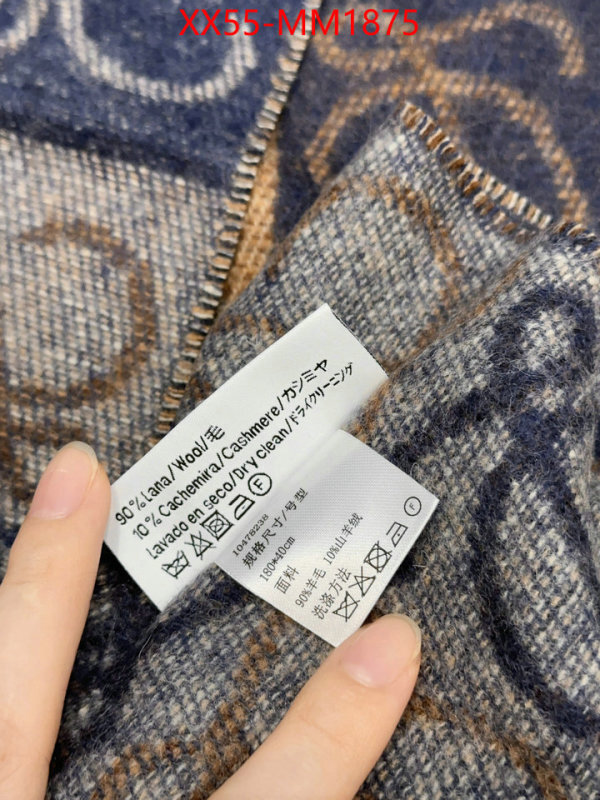 XX55-MM1875
90%Lana/Wool/毛
10%Cachemira/Cashmere/カシミヤ
Lavado en seco/Dry clean/ドライクリーニング
F
10478238
规格尺寸/号型
180*40cm
面料
90%羊毛 10%山羊绒
洗涤方法
F